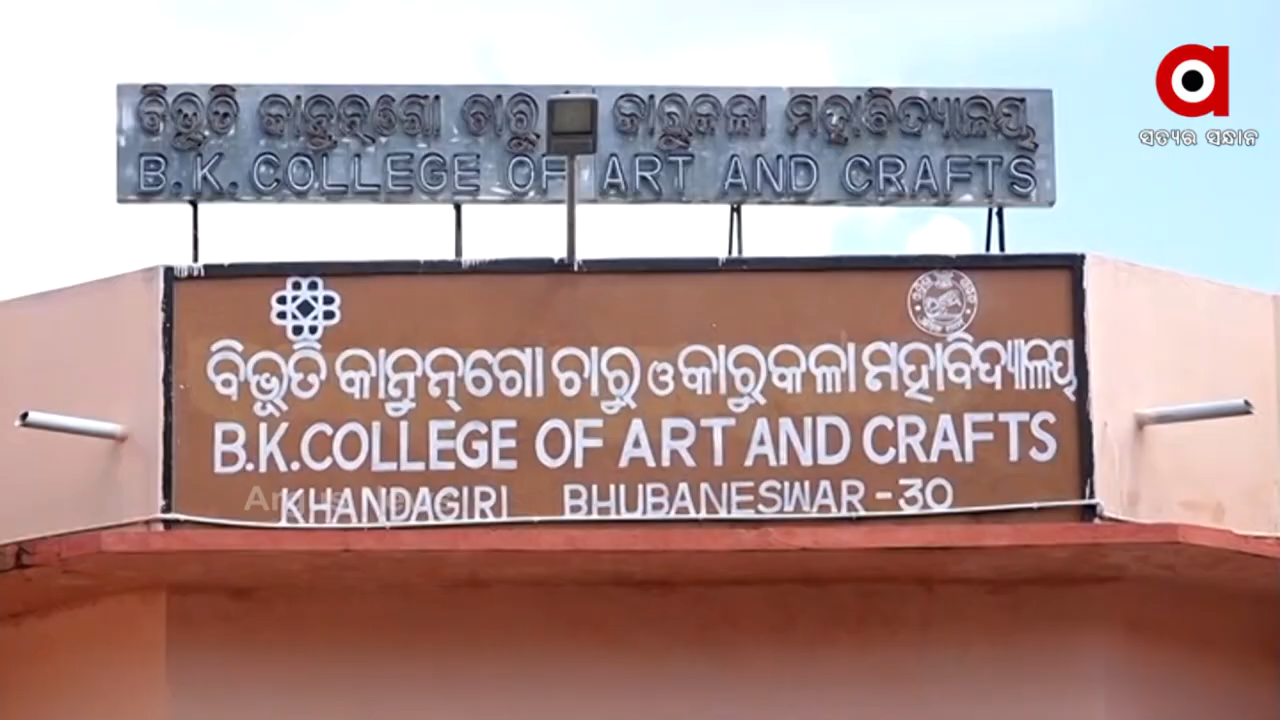 ବିଭୂତି କାନୁନ୍‌ଗୋ ଚାରୁ କାରୁକଳା ମହାବିଦ୍ୟାଳୟ
B.K. COLLEGE OF ART AND CRAFTS
ସତ୍ୟର ସନ୍ଧାନ
ବିଭୂତି କାନୁନ୍‌ଗୋ ଚାରୁ ଓ କାରୁକଳା ମହାବିଦ୍ୟାଳୟ
B.K.COLLEGE OF ART AND CRAFTS
KHANDAGIRI BHUBANESWAR - 30